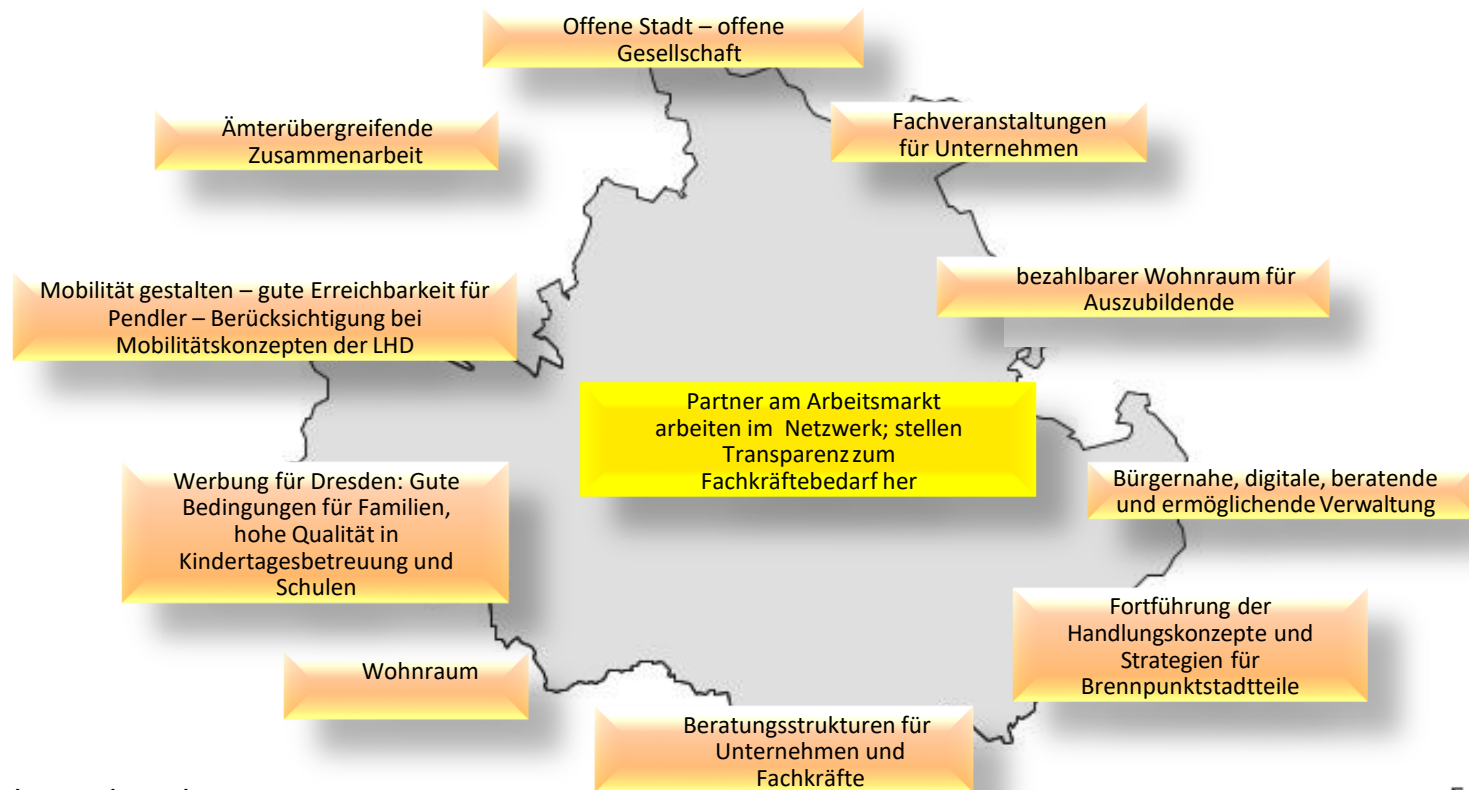 Offene Stadt – offene
Gesellschaft
Ämterübergreifende
Zusammenarbeit
Fachveranstaltungen
für Unternehmen
Mobilität gestalten – gute Erreichbarkeit für
Pendler – Berücksichtigung bei
Mobilitätskonzepten der LHD
bezahlbarer Wohnraum für
Auszubildende
Partner am Arbeitsmarkt
arbeiten im Netzwerk; stellen
Transparenz zum
Fachkräftebedarf her
Werbung für Dresden: Gute
Bedingungen für Familien,
hohe Qualität in
Kindertagesbetreuung und
Schulen
Bürgernahe, digitale, beratende
und ermöglichende Verwaltung
Fortführung der
Handlungskonzepte und
Strategien für
Brennpunktstadtteile
Wohnraum
Beratungsstrukturen für
Unternehmen und
Fachkräfte